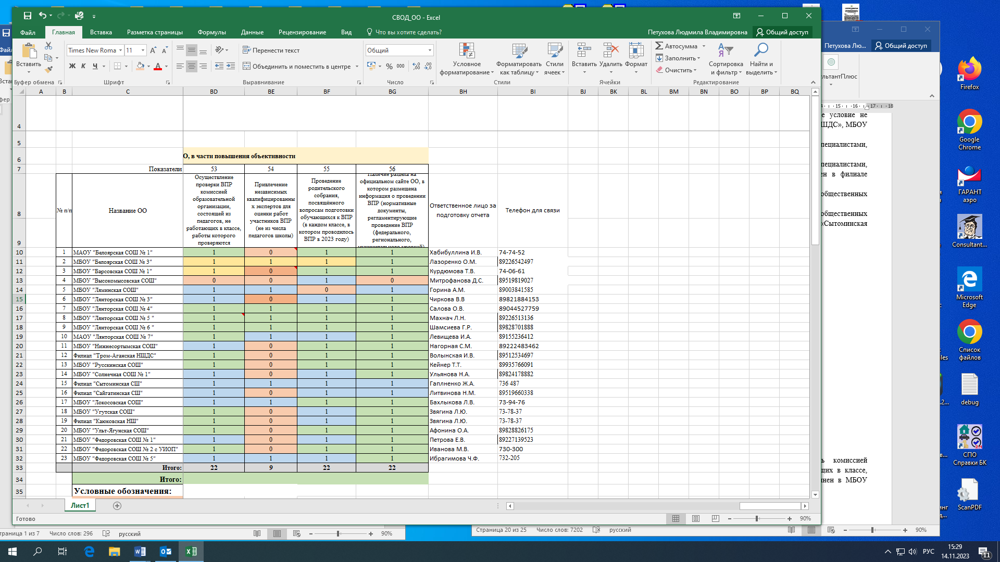 СВОД_ОО - Excel
Файл Главная Вставка Разметка страницы Формулы Данные Рецензирование Вид Что вы хотите сделать? Петухова Людмила Владимировна Общий доступ
Вставить
Буфер обмена
Times New Roma 11
Ж К Ч
Шрифт
Перенести текст
Объединить и поместить в центре
Выравнивание
Общий
% 000
Число
Условное форматирование
Форматировать как таблицу
Стили ячеек
Стили
Вставить Удалить Формат
Ячейки
Автосумма
Заполнить
Очистить
Сортировка и фильтр
Найти и выделить
Редактирование
A B C BD BE BF BG BH BI BJ BK BL BM BN BO BP BQ
4
5
6 О, в части повышения объективности
7 Показатели 53 54 55 56
8
9
№ п/п
Название ОО
Осуществление проверки ВПР комиссией образовательной организации, состоящей из педагогов, не работающих в классе, работы которого проверяются
Привлечение независимых квалифицированны х экспертов для оценки работ участников ВПР (не из числа педагогов школы)
Проведение родительского собрания, посвящённого вопросам подготовки обучающихся к ВПР (в каждом классе, в котором проводилось ВПР в 2023 году)
Наличие раздела на официальном сайте ОО, в котором размещена информация о проведении ВПР (нормативные документы, регламентирующие проведение ВПР (федерального, регионального, муниципального уровней)
Ответственное лицо за подготовку отчета
Телефон для связи
10 1 МАОУ "Белоярская СОШ № 1" 1 0 1 1 Хабибуллина И.В. 74-74-52
11 2 МБОУ "Белоярская СОШ № 3" 1 1 1 1 Лазоренко О.М. 89226542497
12 3 МБОУ "Барсовская СОШ № 1" 1 0 1 1 Курдюмова Т.В. 74-06-61
13 4 МБОУ "Высокомысовская СОШ" 0 0 1 0 Митрофанова Д.С. 89519819027
14 5 МБОУ "Ляминская СОШ" 1 1 0 1 Горина А.М. 89003841585
15 6 МБОУ "Лянторская СОШ № 3" 1 0 1 1 Чиркова В.В 89821884153
16 7 МБОУ "Лянторская СОШ № 4" 1 1 1 1 Салова О.В. 89044527759
17 8 МБОУ "Лянторская СОШ № 5 " 1 1 1 1 Махнач Л.Н. 89226513136
18 9 МБОУ "Лянторская СОШ № 6 " 1 1 1 1 Шамсиева Г.Р. 89828701888
19 10 МАОУ "Лянторская СОШ № 7" 1 1 1 1 Левищева И.А. 89155236412
20 11 МБОУ "Нижнесортымская СОШ" 1 0 1 1 Нагорная С.М. 89222483462
21 12 Филиал "Тром-Аганская НШДС" 1 0 1 1 Волынская И.В. 89512534697
22 13 МБОУ "Русскинская СОШ" 1 0 1 1 Кейнер Т.Т. 89935766091
23 14 МБОУ "Солнечная СОШ № 1" 1 0 1 1 Ульянова Н.А. 89824178882
24 15 Филиал "Сытоминская СШ" 1 1 1 1 Гаплненко Ж.А. 736 487
25 16 Филиал "Сайгатинская СШ" 1 0 1 1 Литвинова Н.М. 89519660338
26 17 МБОУ "Локосовская СОШ" 1 1 1 1 Бахлыкова Л.В. 73-94-76
27 18 МБОУ "Угутская СОШ" 1 0 1 1 Звягина Л.Ю. 73-78-37
28 19 Филиал "Каюковская НШ" 1 0 1 1 Звягина Л.Ю. 73-78-37
29 20 МБОУ "Ульт-Ягунская СОШ" 1 0 1 1 Афонина О.А. 89828826175
30 21 МБОУ "Федоровская СОШ № 1" 1 0 1 1 Петрова Е.В. 89227139523
31 22 МБОУ "Федоровская СОШ № 2 с УИОП" 1 0 1 1 Иванова М.В. 730-300
32 23 МБОУ "Федоровская СОШ № 5" 1 1 1 1 Ибрагимова Ч.Ф. 732-205
33 Итого: 22 9 22 22
34 Итого:
35 Условные обозначения:
Лист1
Готово 90%
Страница 1 из 7 Число слов: 296 русский 90%
Петухова Лю... Общий доступ
ультантПлюс
15 16 17 18
е условие не
ШДС», МБОУ
пециалистами,
пециалистами,
ен в филиале
общественных
общественных
«Сытоминская
ь комиссией
щих в классе,
нен в МБОУ
Страница 20 из 25 Число слов: 7202 русский 90%
Firefox
Google Chrome
ГАРАНТ аэро
Consultant...
Microsoft Edge
Список файлов
debug
СПО Справки БК
ScanPDF
РУС 15:29
14.11.2023
11